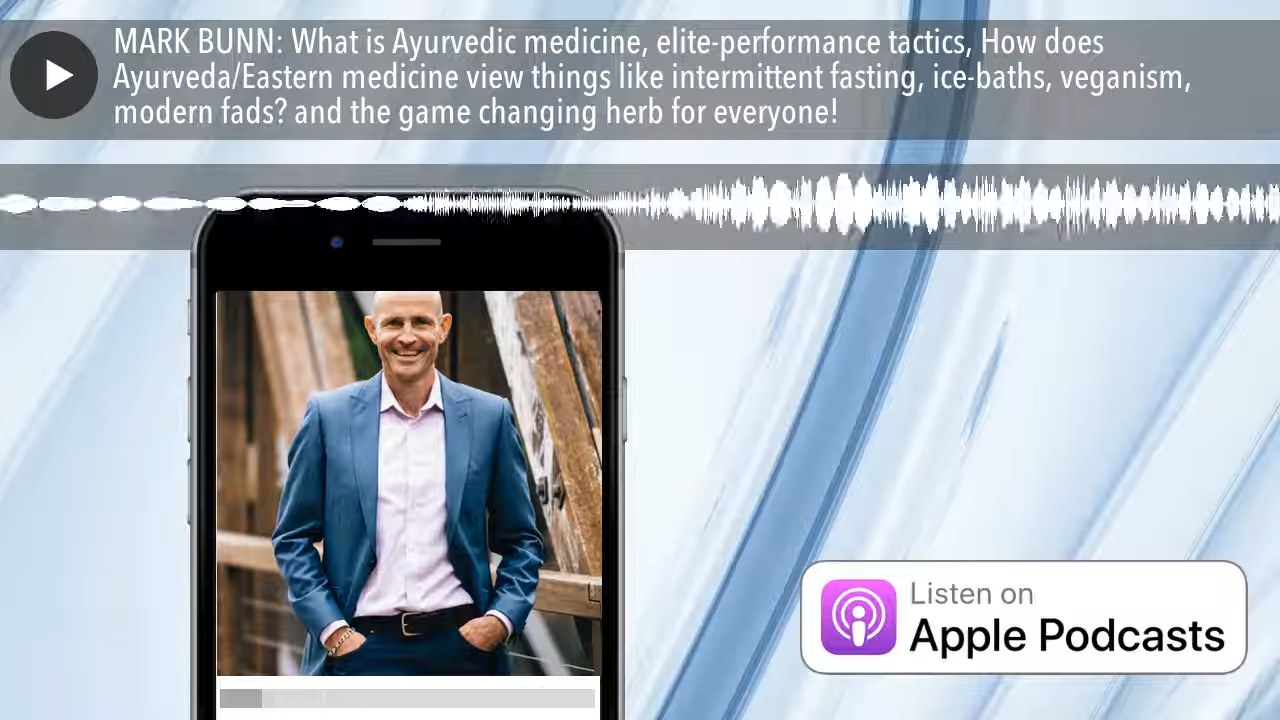 MARK BUNN: What is Ayurvedic medicine, elite-performance tactics, How does
Ayurveda/Eastern medicine view things like intermittent fasting, ice-baths, veganism,
modern fads? and the game changing herb for everyone!
Listen on
Apple Podcasts